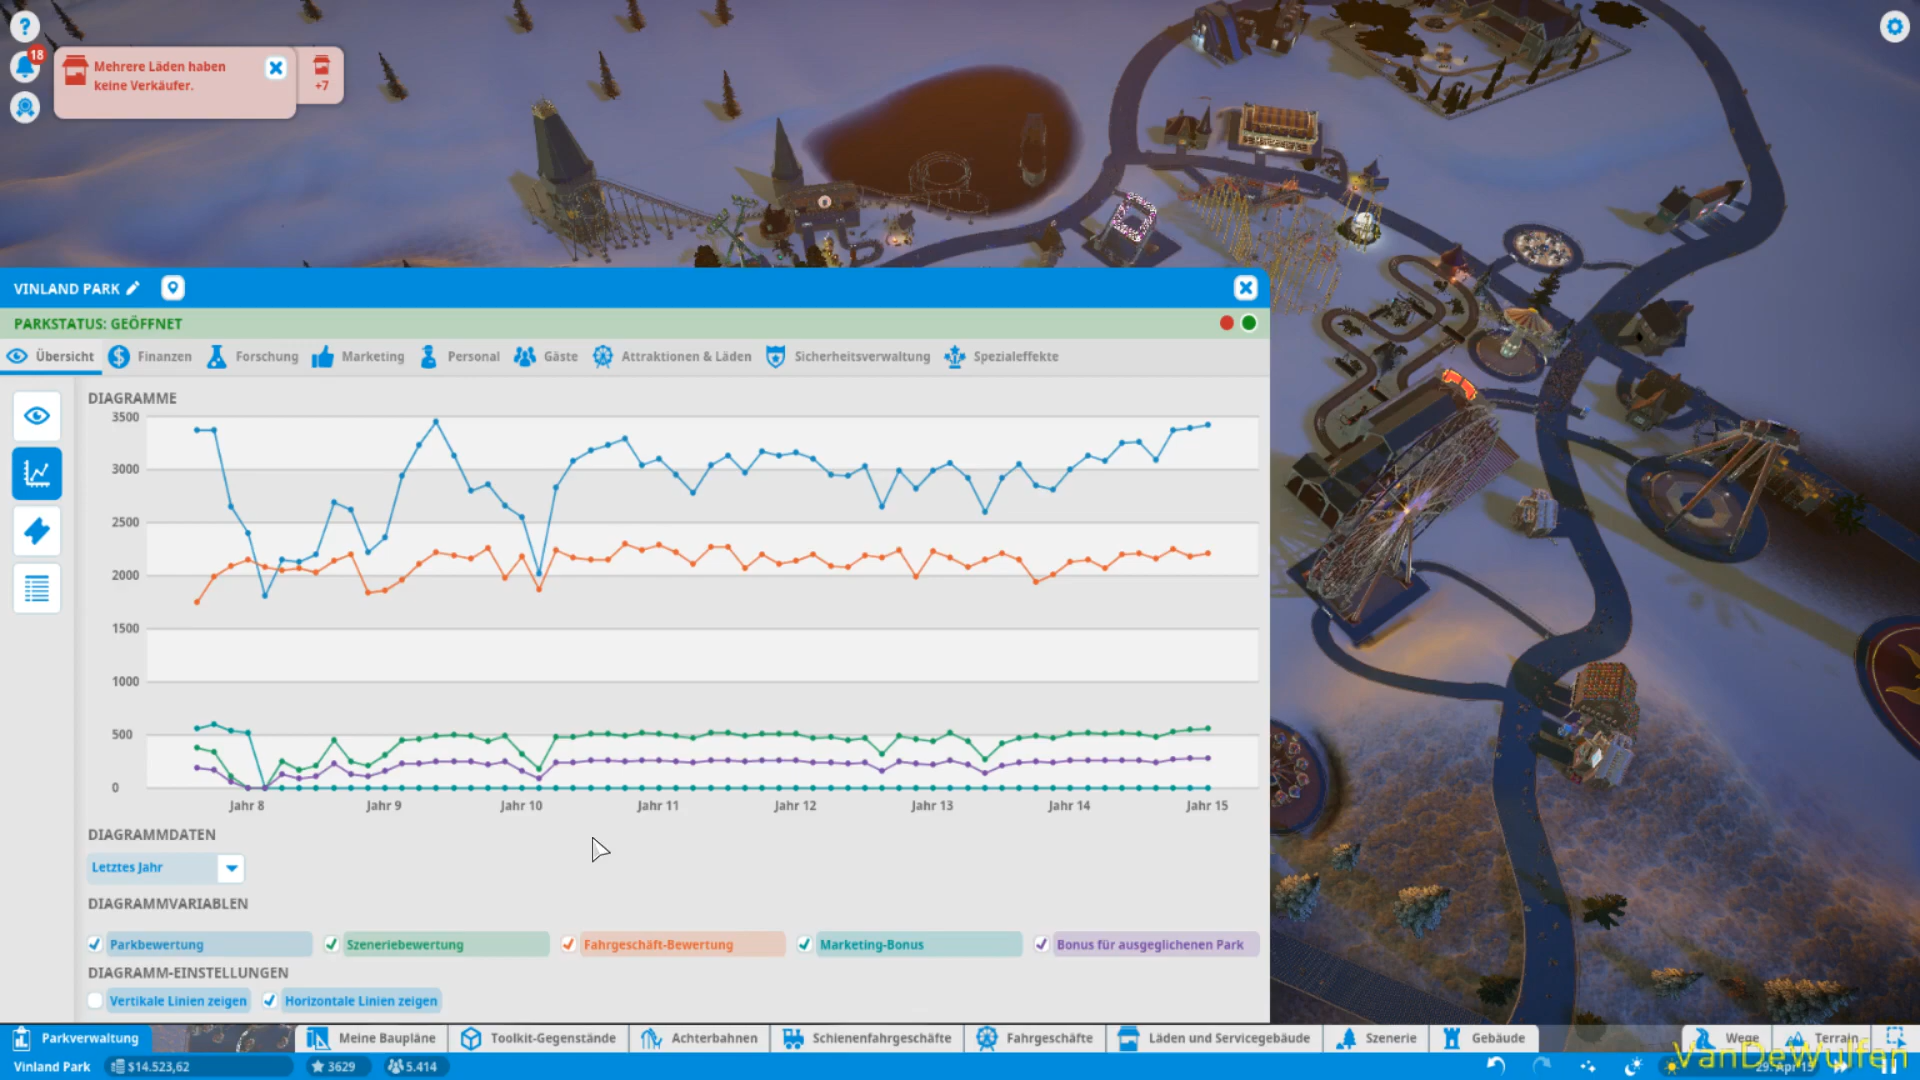 ?
18
Mehrere Läden haben
keine Verkäufer.
+7
VINLAND PARK
PARKSTATUS: GEÖFFNET
Übersicht
Finanzen
Forschung
Marketing
Personal
Gäste
Attraktionen & Läden
Sicherheitsverwaltung
Spezialeffekte
DIAGRAMME
3500
3000
2500
2000
1500
1000
500
0
Jahr 8
Jahr 9
Jahr 10
Jahr 11
Jahr 12
Jahr 13
Jahr 14
Jahr 15
DIAGRAMMDATEN
Letztes Jahr
DIAGRAMMVARIABLEN
Parkbewertung
Szeneriebewertung
Fahrgeschäft-Bewertung
Marketing-Bonus
Bonus für ausgeglichenen Park
DIAGRAMM-EINSTELLUNGEN
Vertikale Linien zeigen
Horizontale Linien zeigen
Parkverwaltung
Meine Baupläne
Toolkit-Gegenstände
Achterbahnen
Schienenfahrgeschäfte
Fahrgeschäfte
Läden und Servicegebäude
Szenerie
Gebäude
Wege
Terrain
Vinland Park
$14.523,62
3629
5.414
29. Apr 15
VanDeWulfen